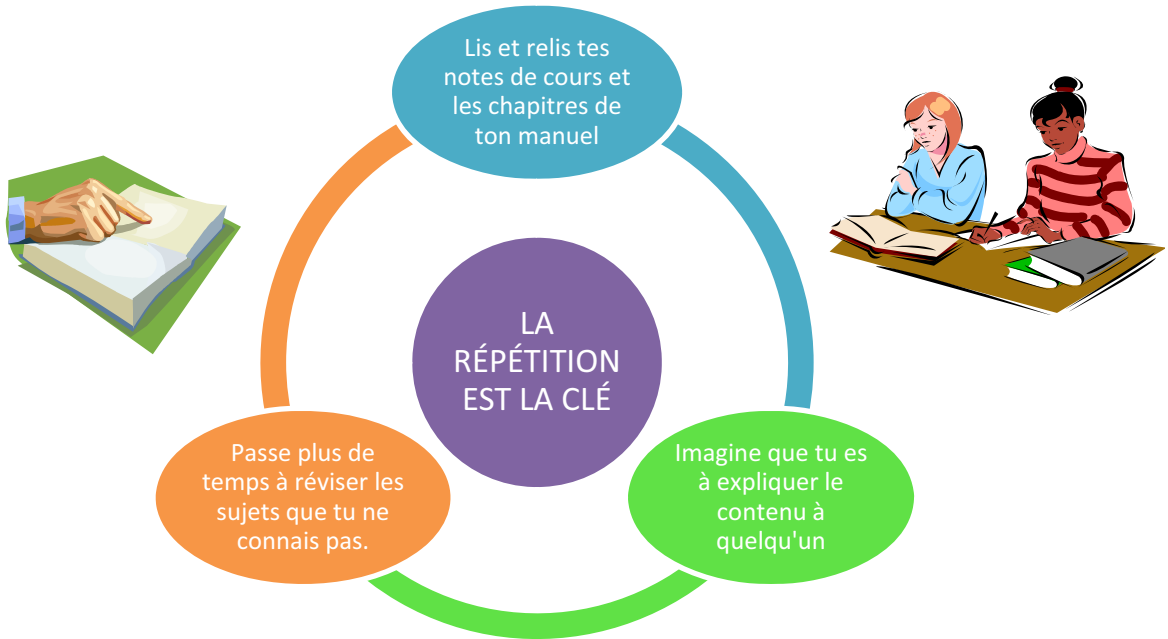 Lis et relis tes
notes de cours et
les chapitres de
ton manuel
LA
RÉPÉTITION
EST LA CLÉ
Imagine que tu es
à expliquer le
contenu à
quelqu'un
Passe plus de
temps à réviser les
sujets que tu ne
connais pas.